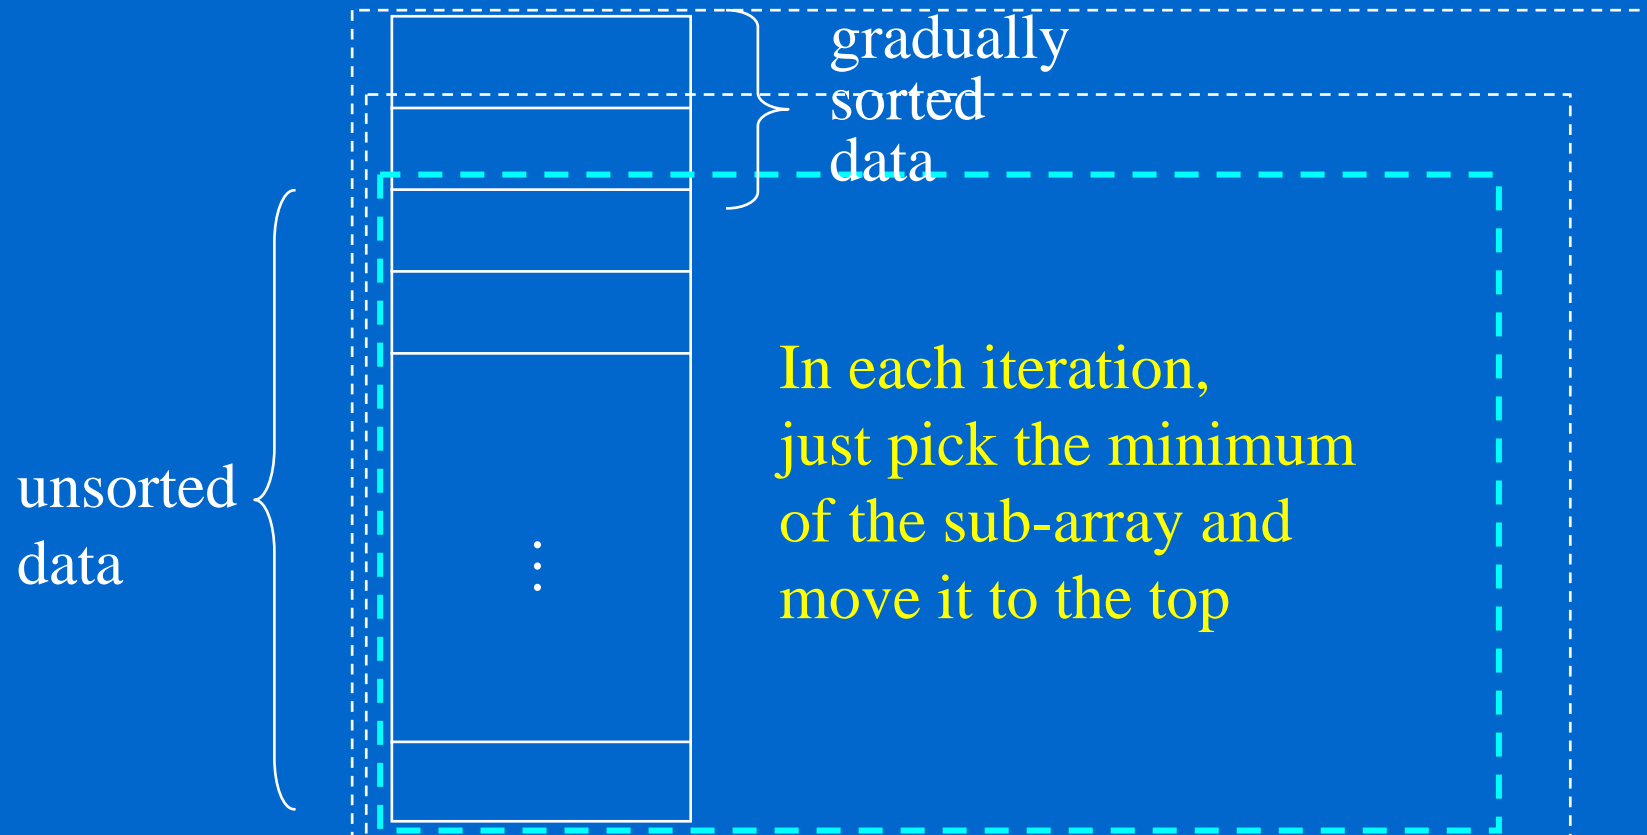 gradually
sorted
data
In each iteration,
just pick the minimum
of the sub-array and
move it to the top
unsorted
data